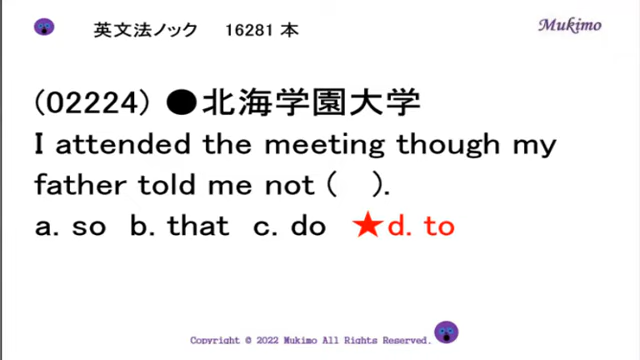 英文法ノック 16281 本 Mukimo
(02224) ●北海学園大学
I attended the meeting though my
father told me not ( ).
a. so b. that c. do ★d. to
Copyright © 2022 Mukimo All Rights Reserved.